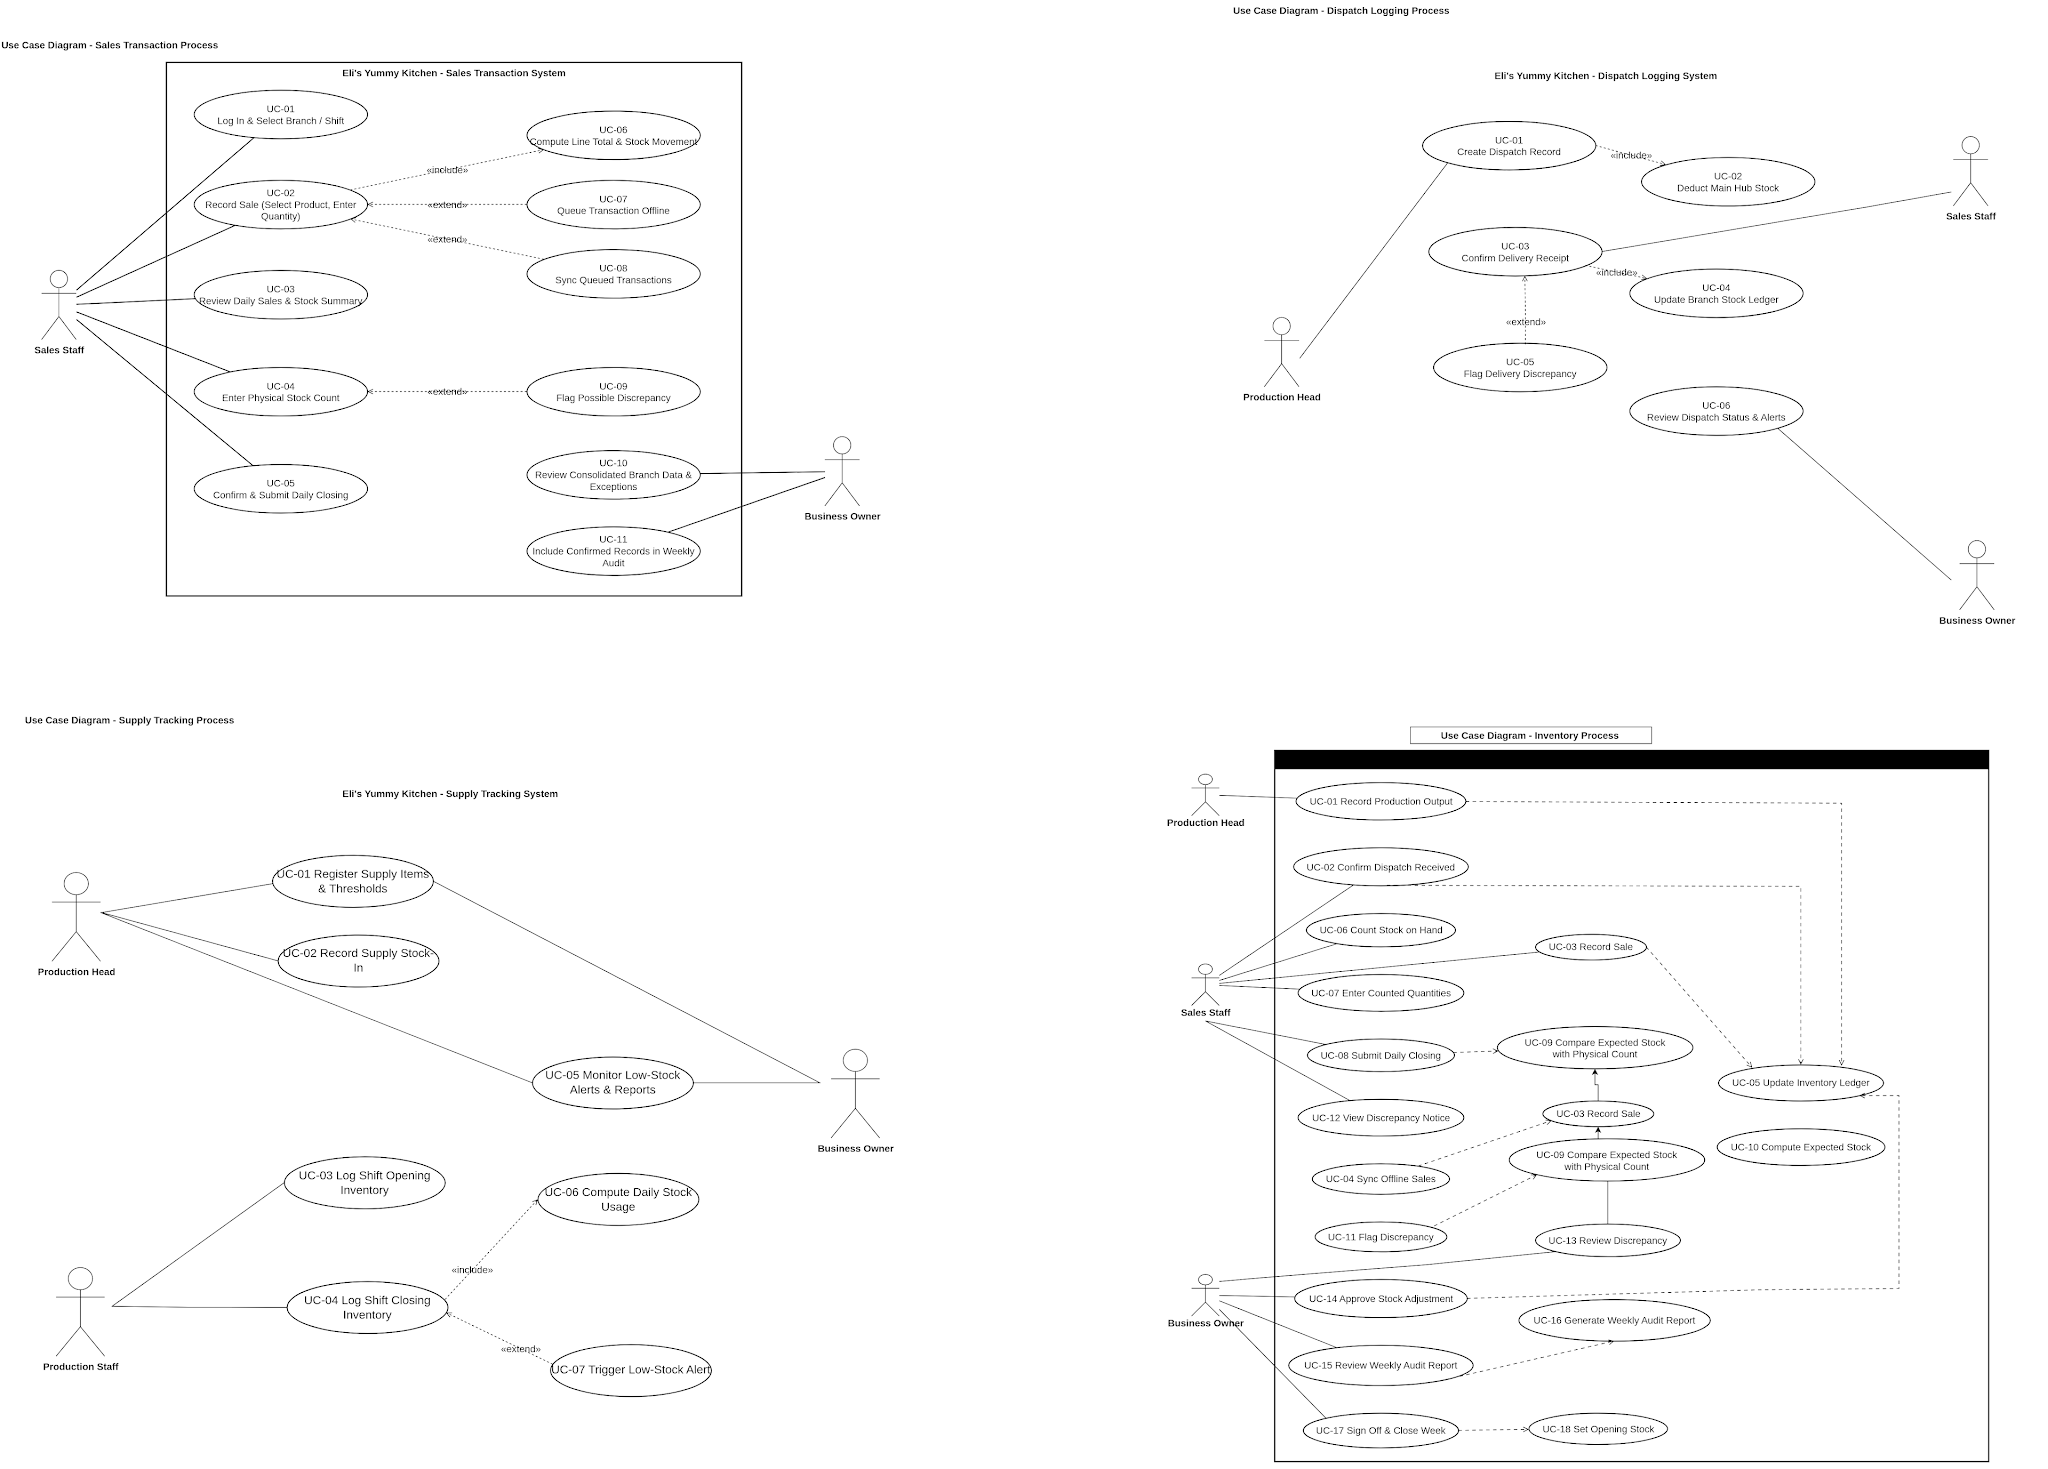 Use Case Diagram - Sales Transaction Process
Eli's Yummy Kitchen - Sales Transaction System
UC-01
Log In & Select Branch / Shift
UC-06
Compute Line Total & Stock Movement
«include»
UC-02
Record Sale (Select Product, Enter
Quantity)
«extend»
UC-07
Queue Transaction Offline
«extend»
UC-08
Sync Queued Transactions
UC-03
Review Daily Sales & Stock Summary
Sales Staff
UC-04
Enter Physical Stock Count
«extend»
UC-09
Flag Possible Discrepancy
UC-10
Review Consolidated Branch Data &
Exceptions
UC-05
Confirm & Submit Daily Closing
Business Owner
UC-11
Include Confirmed Records in Weekly
Audit
Use Case Diagram - Dispatch Logging Process
Eli's Yummy Kitchen - Dispatch Logging System
UC-01
Create Dispatch Record
«include»
UC-02
Deduct Main Hub Stock
Sales Staff
UC-03
Confirm Delivery Receipt
«include»
UC-04
Update Branch Stock Ledger
«extend»
UC-05
Flag Delivery Discrepancy
Production Head
UC-06
Review Dispatch Status & Alerts
Business Owner
Use Case Diagram - Supply Tracking Process
Eli's Yummy Kitchen - Supply Tracking System
UC-01 Register Supply Items
& Thresholds
UC-02 Record Supply Stock-
In
Production Head
UC-05 Monitor Low-Stock
Alerts & Reports
Business Owner
UC-03 Log Shift Opening
Inventory
UC-06 Compute Daily Stock
Usage
«include»
UC-04 Log Shift Closing
Inventory
«extend»
UC-07 Trigger Low-Stock Alert
Production Staff
Use Case Diagram - Inventory Process
Production Head
UC-01 Record Production Output
UC-02 Confirm Dispatch Received
UC-06 Count Stock on Hand
UC-03 Record Sale
UC-07 Enter Counted Quantities
Sales Staff
UC-09 Compare Expected Stock
with Physical Count
UC-08 Submit Daily Closing
UC-05 Update Inventory Ledger
UC-12 View Discrepancy Notice
UC-03 Record Sale
UC-10 Compute Expected Stock
UC-09 Compare Expected Stock
with Physical Count
UC-04 Sync Offline Sales
UC-11 Flag Discrepancy
UC-13 Review Discrepancy
UC-14 Approve Stock Adjustment
Business Owner
UC-16 Generate Weekly Audit Report
UC-15 Review Weekly Audit Report
UC-17 Sign Off & Close Week
UC-18 Set Opening Stock